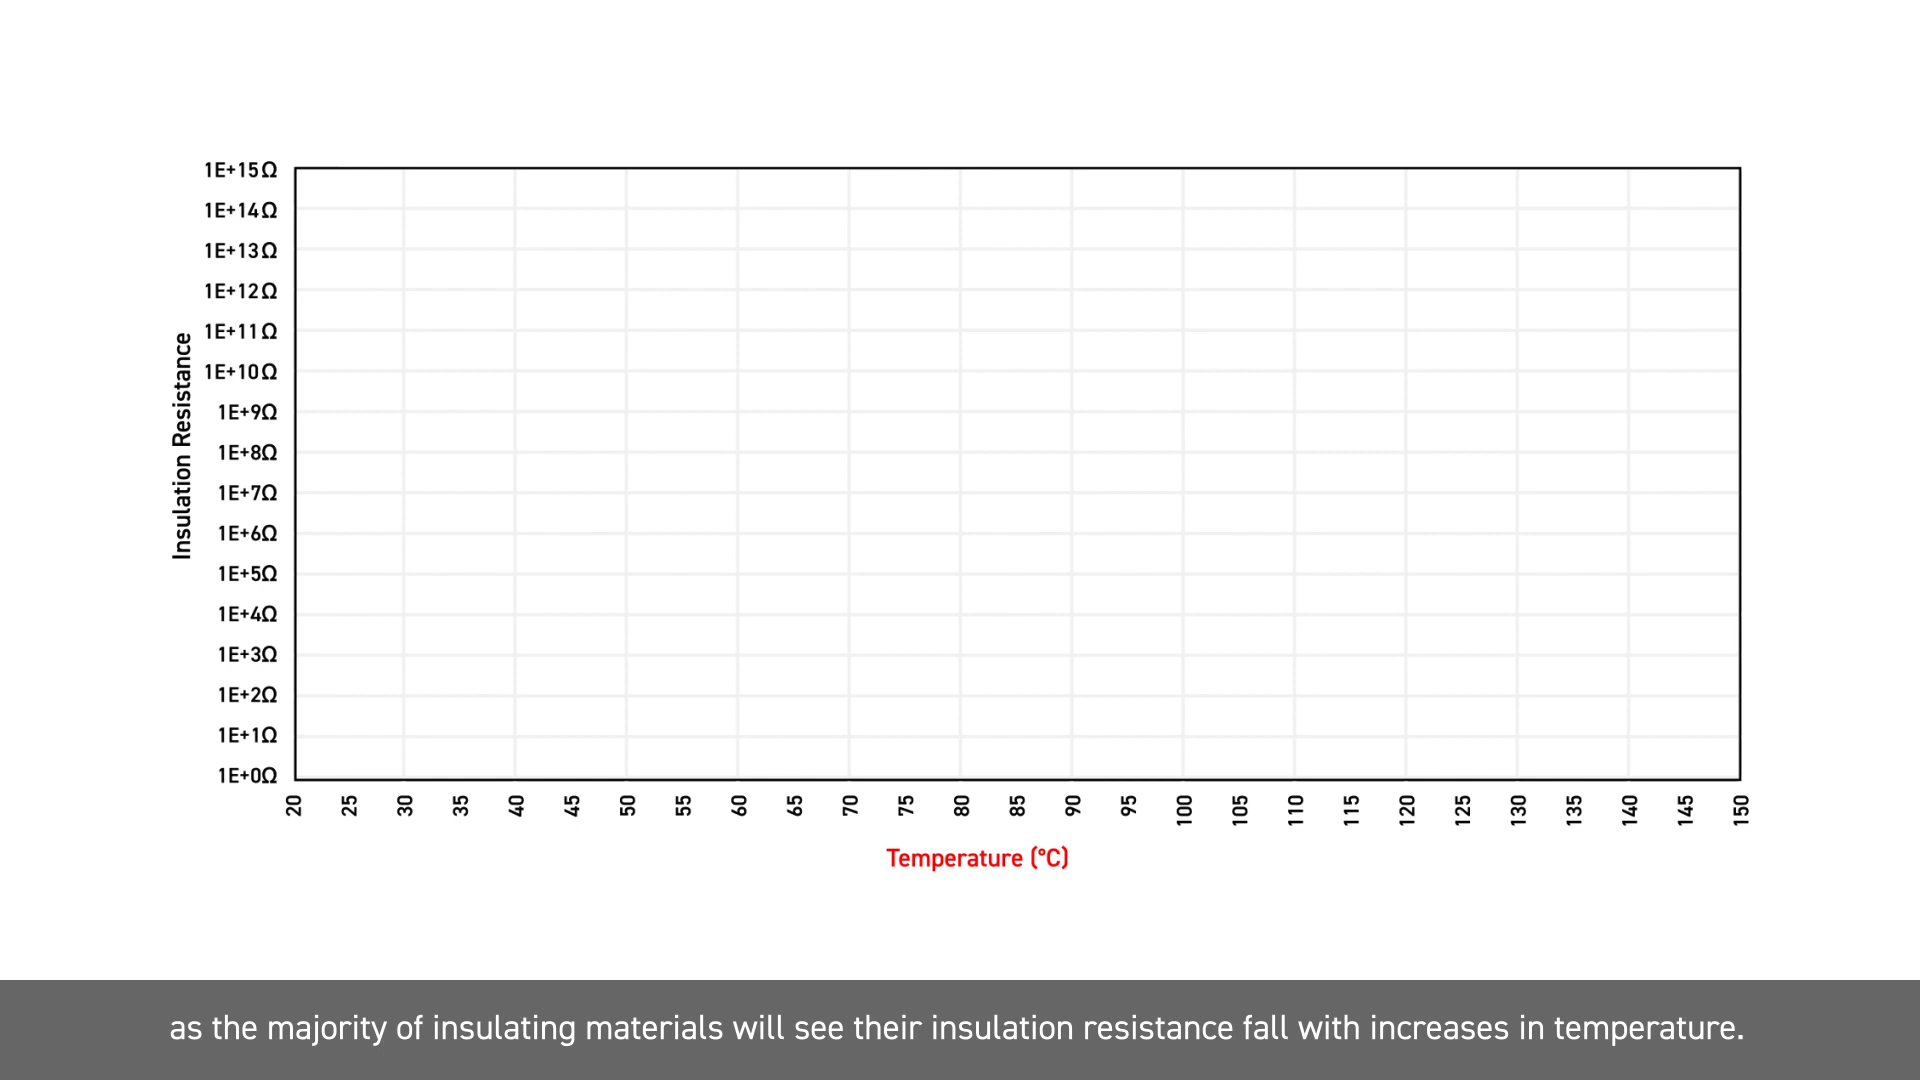 1E+15Ω
1E+14Ω
1E+13Ω
1E+12Ω
1E+11Ω
1E+10Ω
1E+9Ω
1E+8Ω
1E+7Ω
1E+6Ω
1E+5Ω
1E+4Ω
1E+3Ω
1E+2Ω
1E+1Ω
1E+0Ω
Insulation Resistance
20 25 30 35 40 45 50 55 60 65 70 75 80 85 90 95 100 105 110 115 120 125 130 135 140 145 150
Temperature (°C)
as the majority of insulating materials will see their insulation resistance fall with increases in temperature.